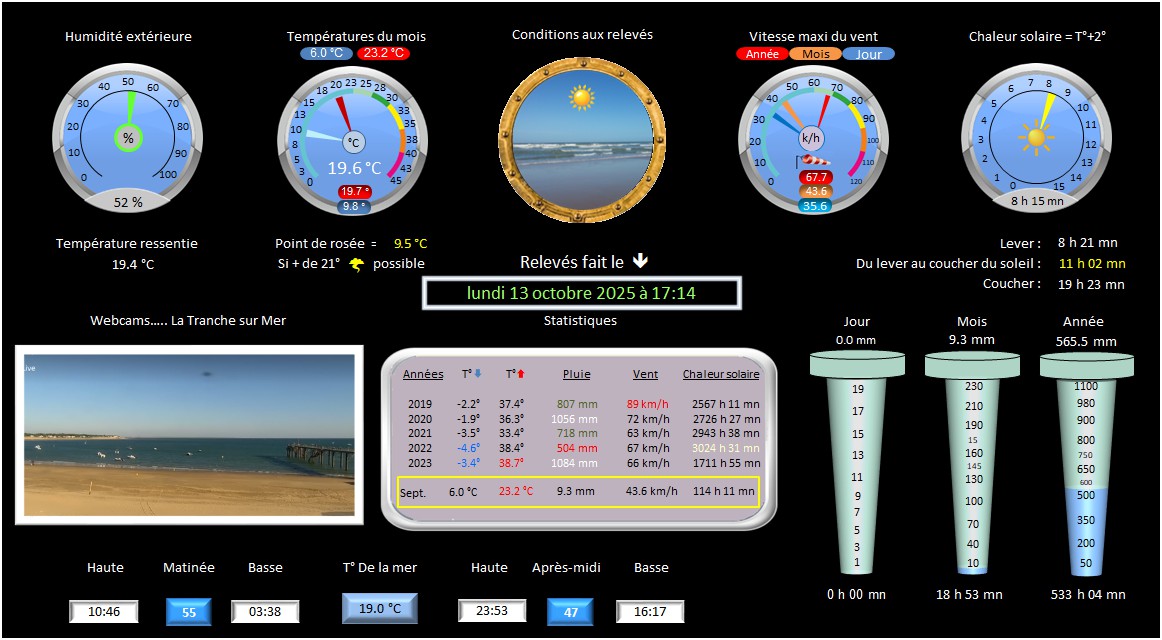 Humidité extérieure
Températures du mois
Conditions aux relevés
Vitesse maxi du vent
Chaleur solaire = T°+2°
6.0 °C 23.2 °C
Année Mois Jour
0 10 20 30 40 50 60 70 80 90 100
%
52 %
0 3 5 8 10 13 15 18 20 23 25 28 30 33 35 38 40 43 45
°C
19.6 °C
19.7 °
9.8 °
0 10 20 30 40 50 60 70 80 90 100 110 120
k/h
67.7
43.6
35.6
0 1 2 3 4 5 6 7 8 9 10 11 12 13 14 15
8 h 15 mn
Température ressentie
19.4 °C
Point de rosée = 9.5 °C
Si + de 21° possible
Relevés fait le
lundi 13 octobre 2025 à 17:14
Lever : 8 h 21 mn
Du lever au coucher du soleil : 11 h 02 mn
Coucher : 19 h 23 mn
Webcams..... La Tranche sur Mer
Statistiques
Années T° T° Pluie Vent Chaleur solaire
2019 -2.2° 37.4° 807 mm 89 km/h 2567 h 11 mn
2020 -1.9° 36.3° 1056 mm 72 km/h 2726 h 27 mn
2021 -3.5° 33.4° 718 mm 63 km/h 2943 h 38 mn
2022 -4.6° 38.4° 504 mm 67 km/h 3024 h 31 mn
2023 -3.4° 38.7° 1084 mm 66 km/h 1711 h 55 mn
Sept. 6.0 °C 23.2 °C 9.3 mm 43.6 km/h 114 h 11 mn
Jour
0.0 mm
19
17
15
13
11
9
7
5
3
1
0 h 00 mn
Mois
9.3 mm
230
210
190
15
160
145
130
100
70
40
10
18 h 53 mn
Année
565.5 mm
1100
980
900
800
750
650
600
500
350
200
50
533 h 04 mn
Haute Matinée Basse
10:46 55 03:38
T° De la mer
19.0 °C
Haute Après-midi Basse
23:53 47 16:17